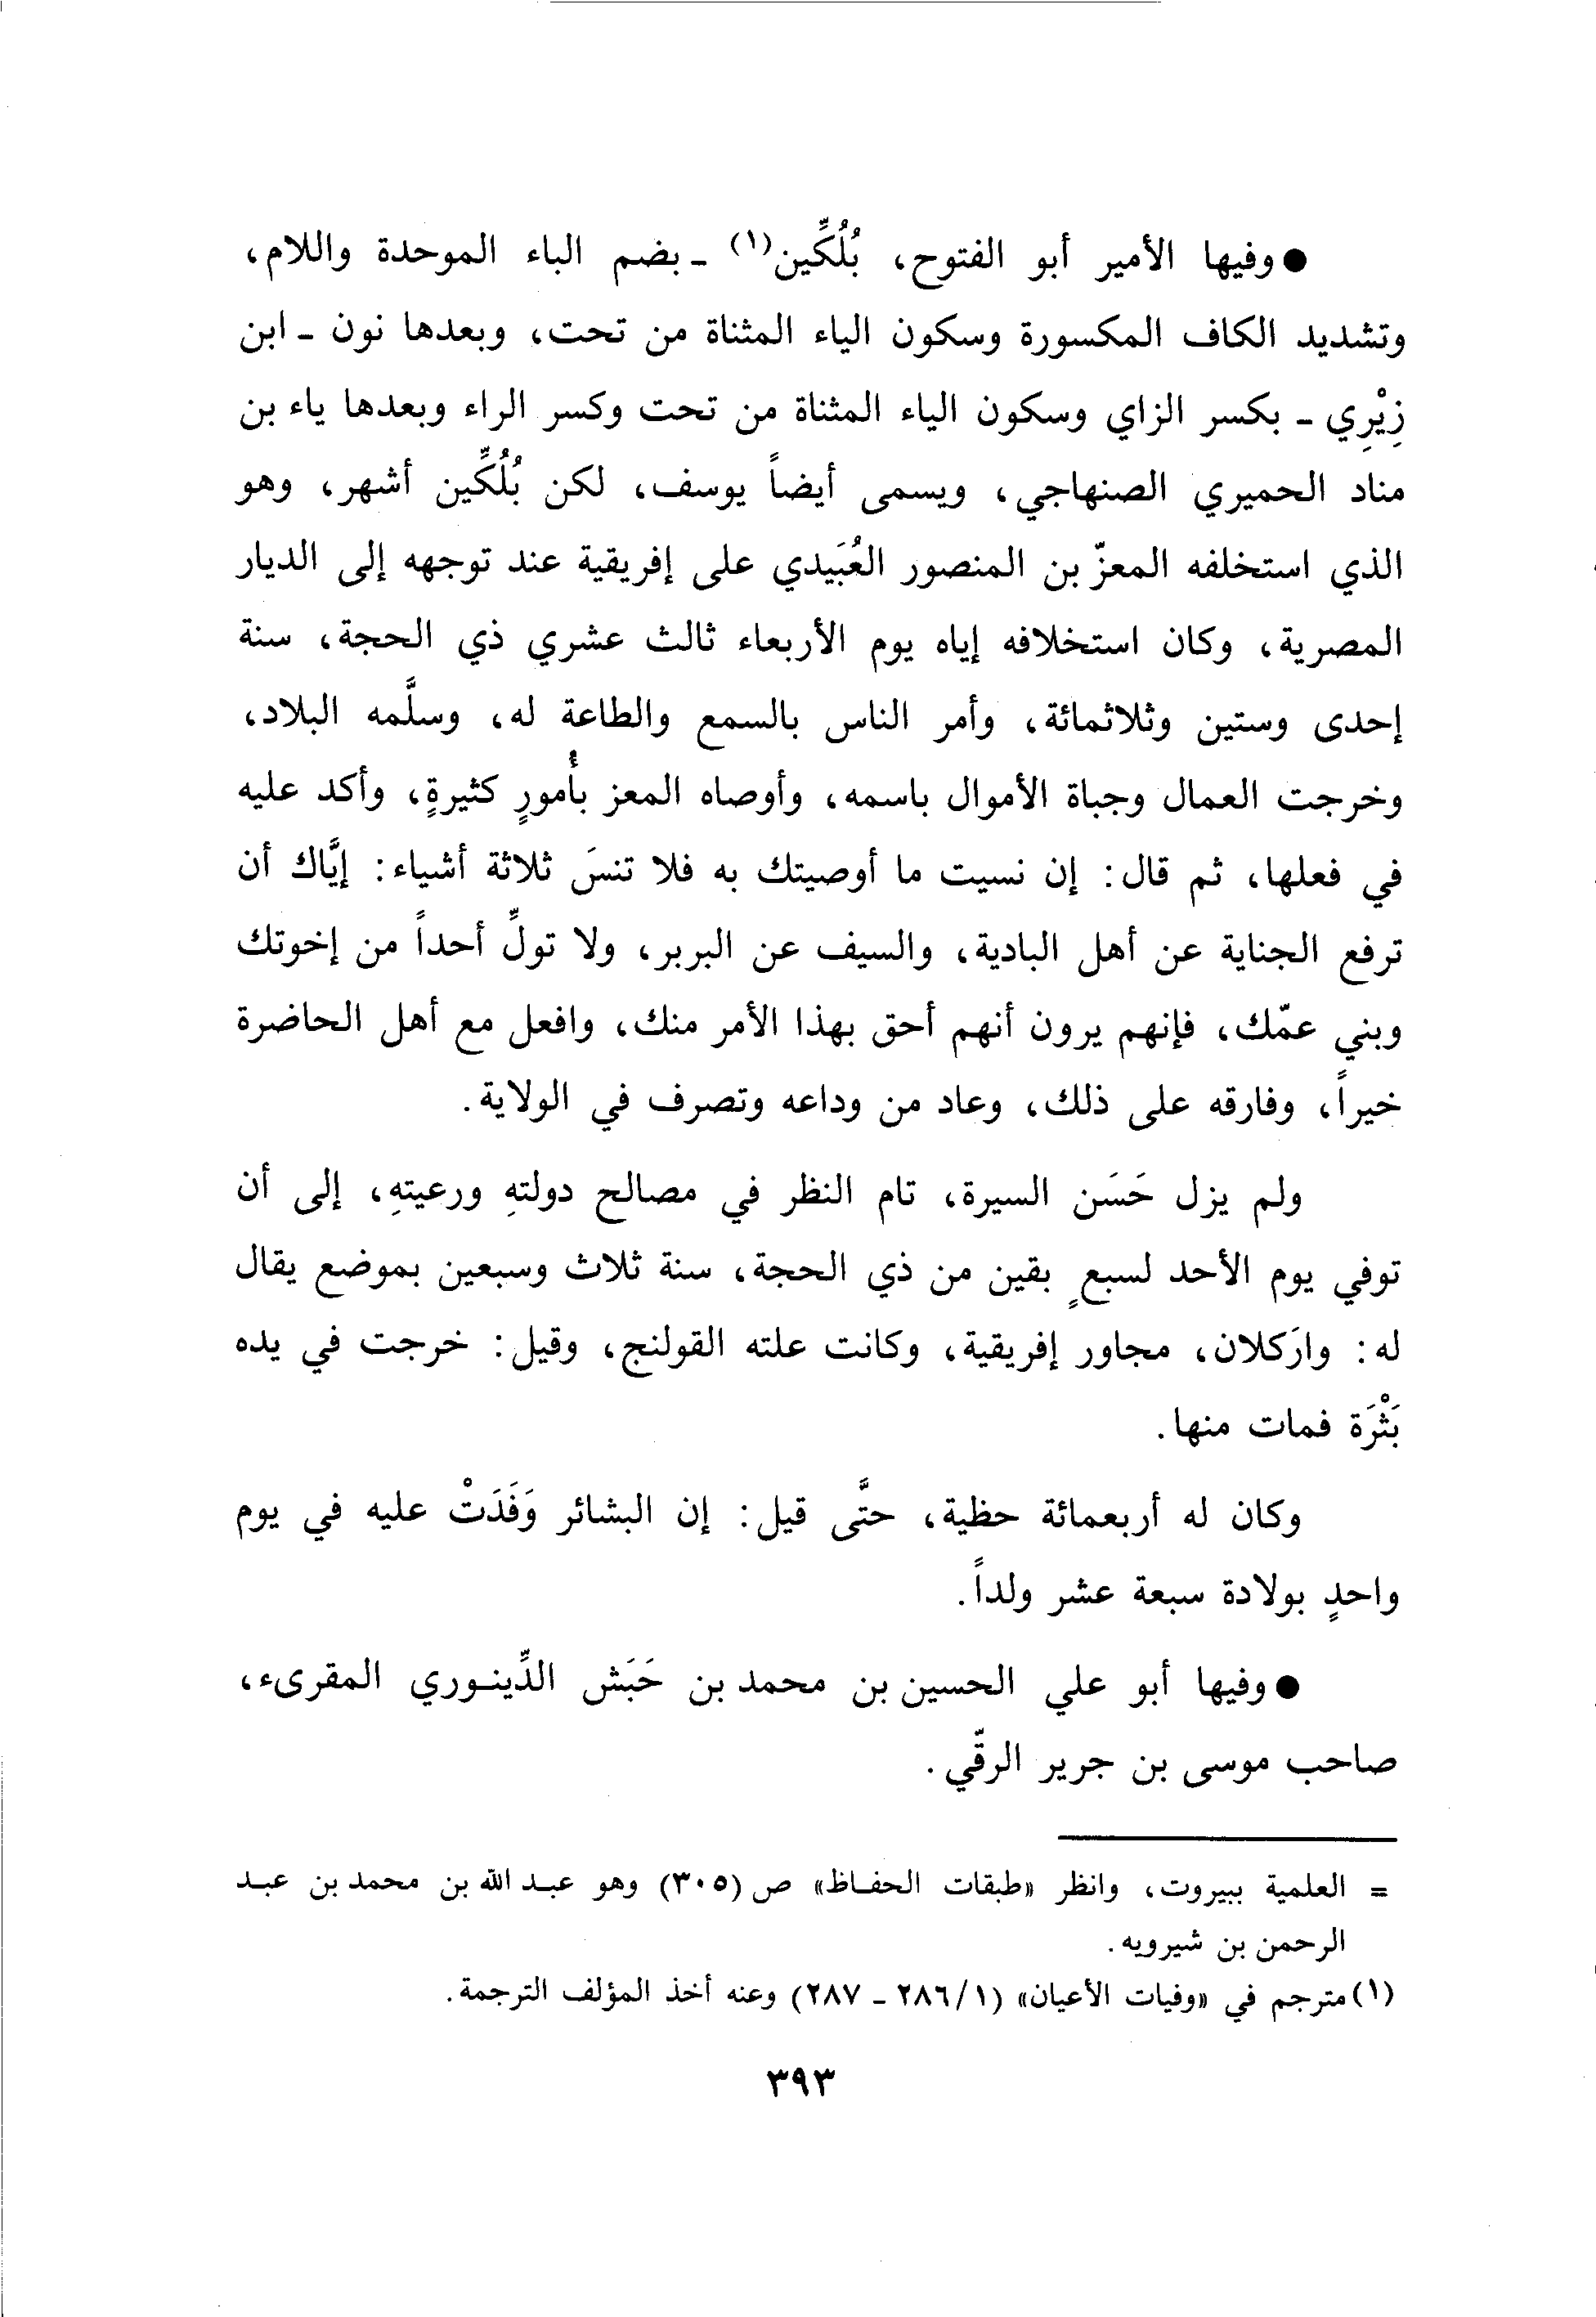 ● وفيها الأمير أبو الفتوح، بُلُكِّين(١) - بضم الباء الموحدة واللام،
وتشديد الكاف المكسورة وسكون الياء المثناة من تحت، وبعدها نون - ابن
زِيْرِي - بكسر الزاي وسكون الياء المثناة من تحت وكسر الراء وبعدها ياء بن
مناد الحميري الصنهاجي، ويسمى أيضاً يوسف، لكن بُلُكِّين أشهر، وهو
الذي استخلفه المعزّ بن المنصور العُبَيدي على إفريقية عند توجهه إلى الديار
المصرية، وكان استخلافه إياه يوم الأربعاء ثالث عشري ذي الحجة، سنة
إحدى وستين وثلاثمائة، وأمر الناس بالسمع والطاعة له، وسلَّمه البلاد،
وخرجت العمال وجباة الأموال باسمه، وأوصاه المعز بأُمورٍ كثيرةٍ، وأكد عليه
في فعلها، ثم قال: إن نسيت ما أوصيتك به فلا تنسَ ثلاثة أشياء: إيَّاك أن
ترفع الجناية عن أهل البادية، والسيف عن البربر، ولا تولِّ أحداً من إخوتك
وبني عمّك، فإنهم يرون أنهم أحق بهذا الأمر منك، وافعل مع أهل الحاضرة
خيراً، وفارقه على ذلك، وعاد من وداعه وتصرف في الولاية.
ولم يزل حَسَن السيرة، تام النظر في مصالح دولتهِ ورعيتهِ، إلى أن
توفي يوم الأحد لسبعٍ بقين من ذي الحجة، سنة ثلاث وسبعين بموضع يقال
له: وارَكلان، مجاور إفريقية، وكانت علته القولنج، وقيل: خرجت في يده
بَثْرَة فمات منها.
وكان له أربعمائة حظية، حتَّى قيل: إن البشائر وَفَدَتْ عليه في يوم
واحدٍ بولادة سبعة عشر ولداً.
● وفيها أبو علي الحسين بن محمد بن حَبَش الدِّينوري المقرىء،
صاحب موسى بن جرير الرقّي.
= العلمية ببيروت، وانظر «طبقات الحفاظ» ص (٣٠٥) وهو عبد الله بن محمد بن عبد
الرحمن بن شيرويه.
(١) مترجم في «وفيات الأعيان» (١/٢٨٦ - ٢٨٧) وعنه أخذ المؤلف الترجمة.
٣٩٣